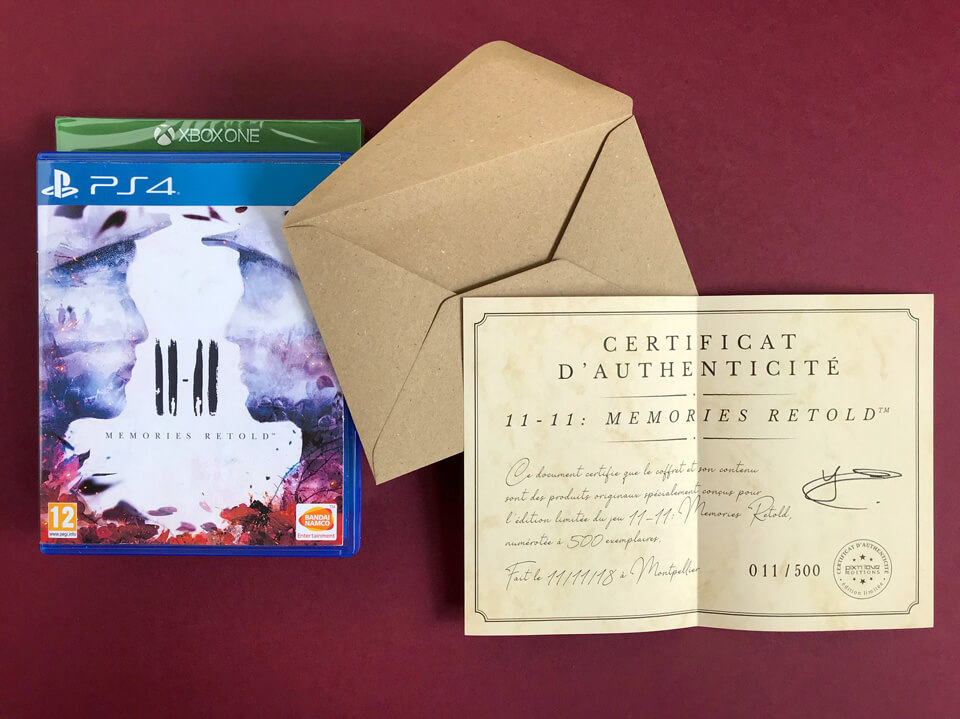 XBOX ONE
PS4
11-11
MEMORIES RETOLD™
12
www.pegi.info
BANDAI
NAMCO
Entertainment
CERTIFICAT
D'AUTHENTICITÉ
11-11: MEMORIES RETOLD™
Ce document certifie que le coffret et son contenu
sont des produits originaux spécialement conçus pour
l'édition limitée du jeu 11-11: Memories Retold,
numérotée à 500 exemplaires.
Fait le 11/11/18 à Montpellier
011/500
CERTIFICAT D'AUTHENTICITÉ
pix'n love
EDITIONS
édition limitée